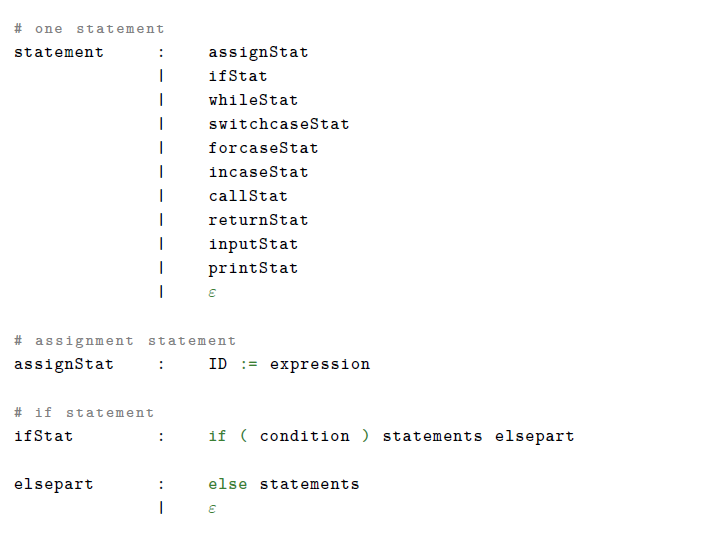 # one statement
statement : assignStat
| ifStat
| whileStat
| switchcaseStat
| forcaseStat
| incaseStat
| callStat
| returnStat
| inputStat
| printStat
| ε
# assignment statement
assignStat : ID := expression
# if statement
ifStat : if ( condition ) statements elsepart
elsepart : else statements
| ε